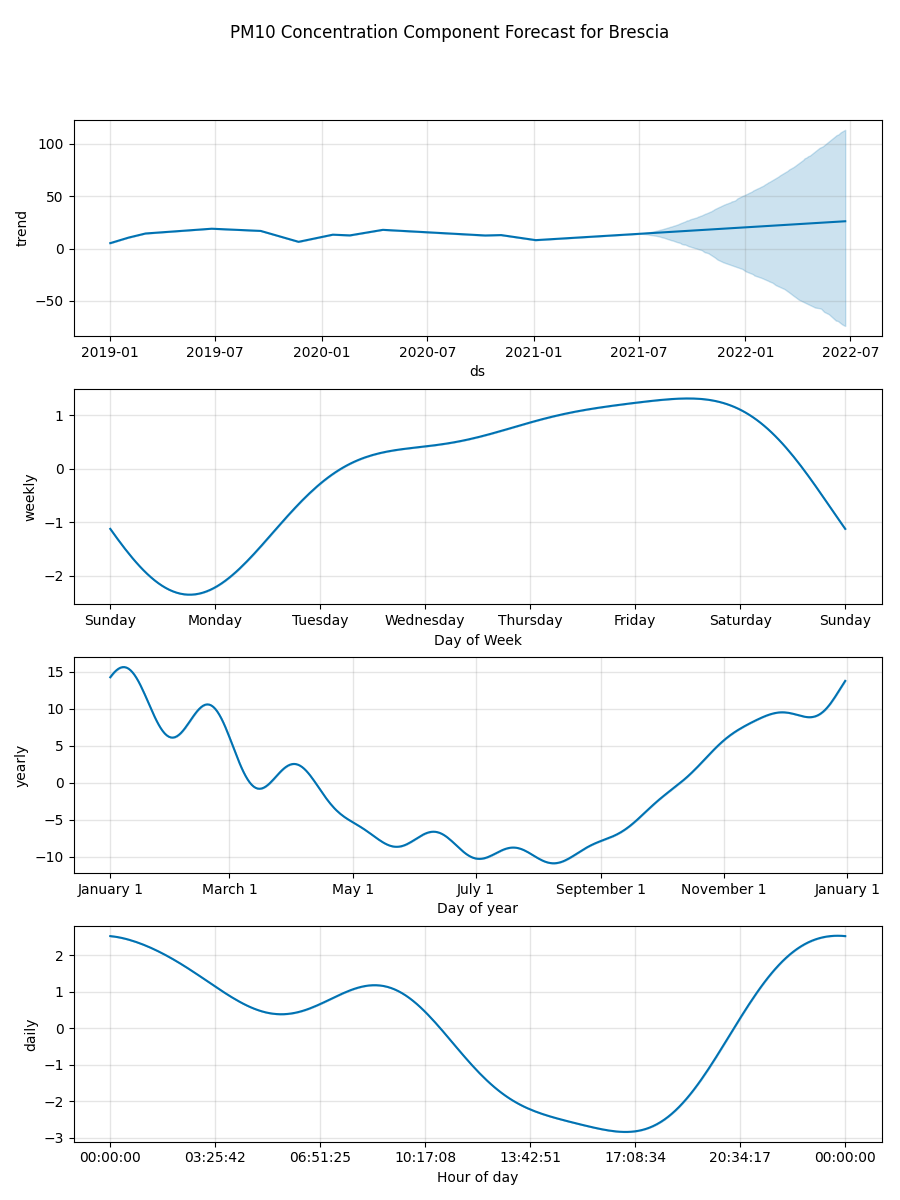 PM10 Concentration Component Forecast for Brescia
100
50
0
−50
trend
2019-01 2019-07 2020-01 2020-07 2021-01 2021-07 2022-01 2022-07
ds
1
0
−1
−2
weekly
Sunday Monday Tuesday Wednesday Thursday Friday Saturday Sunday
Day of Week
15
10
5
0
−5
−10
yearly
January 1 March 1 May 1 July 1 September 1 November 1 January 1
Day of year
2
1
0
−1
−2
−3
daily
00:00:00 03:25:42 06:51:25 10:17:08 13:42:51 17:08:34 20:34:17 00:00:00
Hour of day